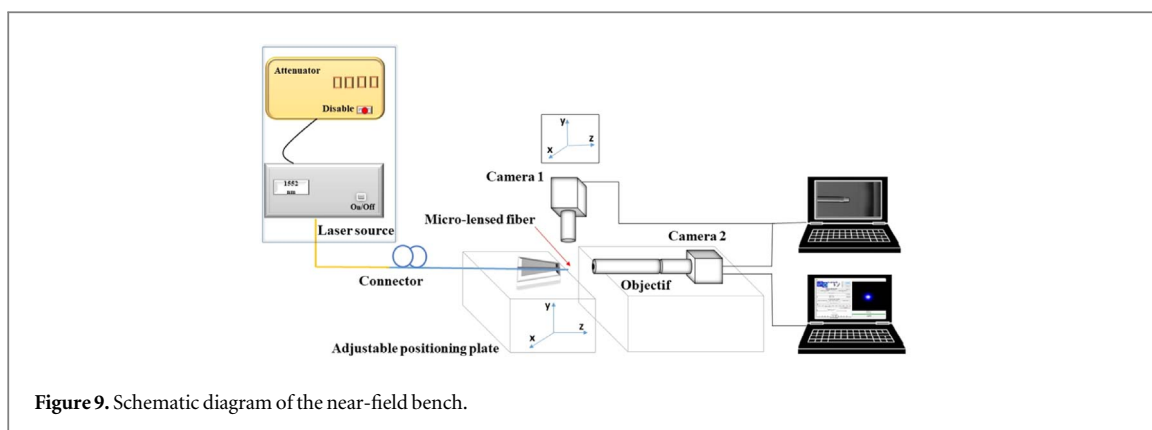 Attenuator
0000
Disable
1552
nm
On/Off
Laser source
Connector
y
z
x
Camera 1
Micro-lensed fiber
Camera 2
Objectif
y
z
x
Adjustable positioning plate
Figure 9. Schematic diagram of the near-field bench.